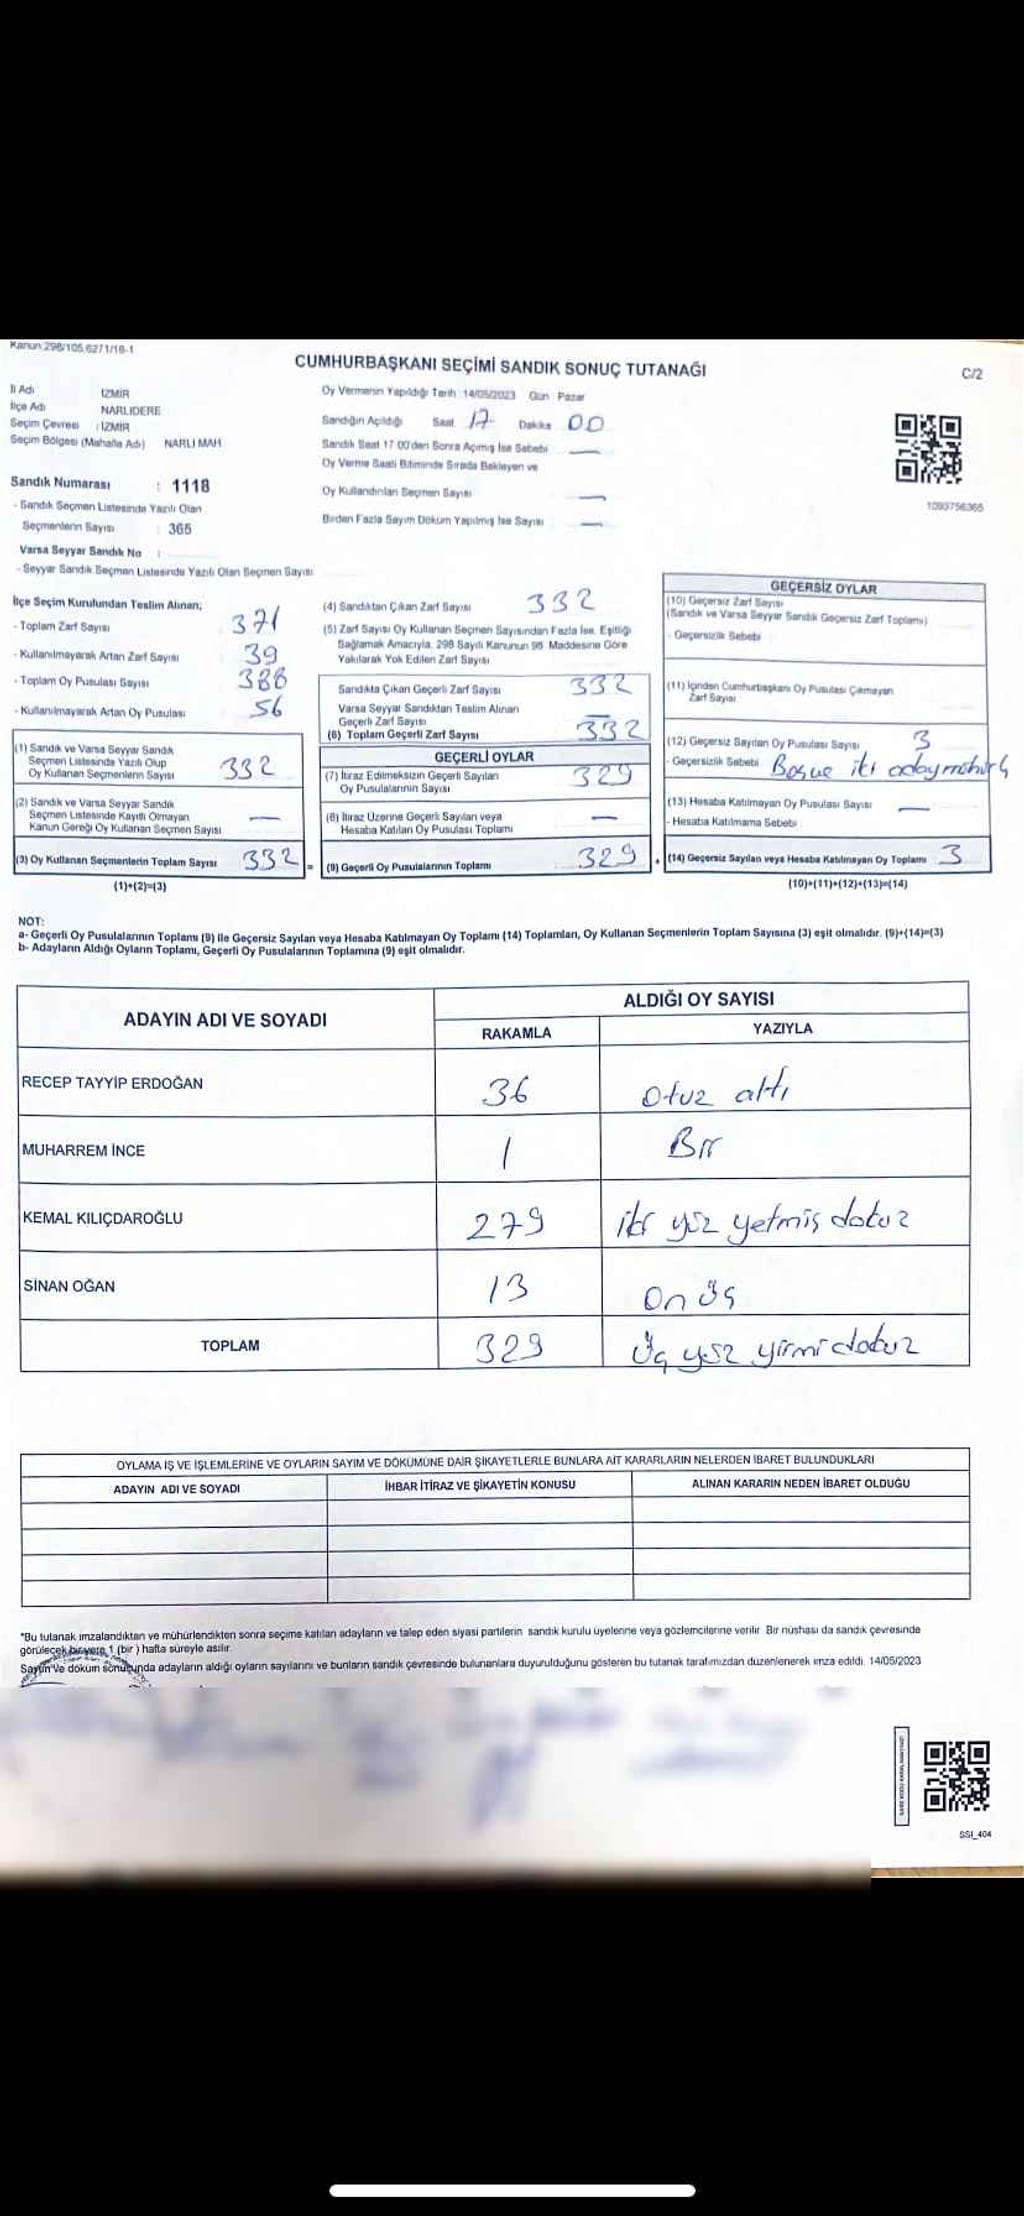 Kanun:298/105,6271/18-1
CUMHURBAŞKANI SEÇİMİ SANDIK SONUÇ TUTANAĞI
C/2
İl Adı İZMİR
İlçe Adı NARLIDERE
Seçim Çevresi : İZMİR
Seçim Bölgesi (Mahalle Adı) NARLI MAH
Sandık Numarası : 1118
- Sandık Seçmen Listesinde Yazılı Olan
Seçmenlerin Sayısı : 365
Varsa Seyyar Sandık No :
- Seyyar Sandık Seçmen Listesinde Yazılı Olan Seçmen Sayısı
Oy Vermenin Yapıldığı Tarih : 14/05/2023 Gün Pazar
Sandığın Açıldığı Saat 17 Dakika 00
Sandık Saat 17 00'den Sonra Açımış İse Sebebi —
Oy Verme Saati Bitiminde Sırada Bekleyen ve
Oy Kullandırılan Seçmen Sayısı —
Birden Fazla Sayım Döküm Yapılmış İse Sayısı —
1093756365
İlçe Seçim Kurulundan Teslim Alınan;
- Toplam Zarf Sayısı 371
- Kullanılmayarak Artan Zarf Sayısı 39
- Toplam Oy Pusulası Sayısı 388
- Kullanılmayarak Artan Oy Pusulası 56
(1) Sandık ve Varsa Seyyar Sandık
Seçmen Listesinde Yazılı Olup
Oy Kullanan Seçmenlerin Sayısı 332
(2) Sandık ve Varsa Seyyar Sandık
Seçmen Listesinde Kayıtlı Olmayan
Kanun Gereği Oy Kullanan Seçmen Sayısı —
(3) Oy Kullanan Seçmenlerin Toplam Sayısı 332 =
(1)+(2)=(3)
(4) Sandıktan Çıkan Zarf Sayısı 332
(5) Zarf Sayısı Oy Kullanan Seçmen Sayısından Fazla İse, Eşitliği
Sağlamak Amacıyla, 298 Sayılı Kanunun 98. Maddesine Göre
Yakılarak Yok Edilen Zarf Sayısı
Sandıkta Çıkan Geçerli Zarf Sayısı 332
Varsa Seyyar Sandıktan Teslim Alınan
Geçerli Zarf Sayısı —
(6) Toplam Geçerli Zarf Sayısı 332
GEÇERLİ OYLAR
(7) İtiraz Edilmeksizin Geçerli Sayılan
Oy Pusulalarının Sayısı 329
(8) İtiraz Üzerine Geçerli Sayılan veya
Hesaba Katılan Oy Pusulası Toplamı —
(9) Geçerli Oy Pusulalarının Toplamı 329 +
GEÇERSİZ OYLAR
(10) Geçersiz Zarf Sayısı
(Sandık ve Varsa Seyyar Sandık Geçersiz Zarf Toplamı)
- Geçersizlik Sebebi
(11) İçinden Cumhurbaşkanı Oy Pusulası Çıkmayan
Zarf Sayısı
(12) Geçersiz Sayılan Oy Pusulası Sayısı 3
- Geçersizlik Sebebi
(13) Hesaba Katılmayan Oy Pusulası Sayısı —
- Hesaba Katılmama Sebebi
(14) Geçersiz Sayılan veya Hesaba Katılmayan Oy Toplamı 3
(10)+(11)+(12)+(13)=(14)
NOT:
a- Geçerli Oy Pusulalarının Toplamı (9) ile Geçersiz Sayılan veya Hesaba Katılmayan Oy Toplamı (14) Toplamları, Oy Kullanan Seçmenlerin Toplam Sayısına (3) eşit olmalıdır. (9)+(14)=(3)
b- Adayların Aldığı Oyların Toplamı, Geçerli Oy Pusulalarının Toplamına (9) eşit olmalıdır.
ADAYIN ADI VE SOYADI ALDIĞI OY SAYISI
RAKAMLA YAZIYLA
RECEP TAYYİP ERDOĞAN 36 Otuz altı
MUHARREM İNCE 1 Bir
KEMAL KILIÇDAROĞLU 279 iki yüz yetmiş dokuz
SİNAN OĞAN 13 On üç
TOPLAM 329 Üç yüz yirmi dokuz
OYLAMA İŞ VE İŞLEMLERİNE VE OYLARIN SAYIM VE DÖKÜMÜNE DAİR ŞİKAYETLERLE BUNLARA AİT KARARLARIN NELERDEN İBARET BULUNDUKLARI
ADAYIN ADI VE SOYADI İHBAR İTİRAZ VE ŞİKAYETİN KONUSU ALINAN KARARIN NEDEN İBARET OLDUĞU
*Bu tutanak imzalandıktan ve mühürlendikten sonra seçime katılan adayların ve talep eden siyasi partilerin sandık kurulu üyelerine veya gözlemcilerine verilir Bir nüshası da sandık çevresinde
görülecek bir yere 1 (bir ) hafta süreyle asılır.
Sayım ve döküm sonucunda adayların aldığı oyların sayılarını ve bunların sandık çevresinde bulunanlara duyurulduğunu gösteren bu tutanak tarafımızdan düzenlenerek imza edildi. 14/05/2023
SSI_404